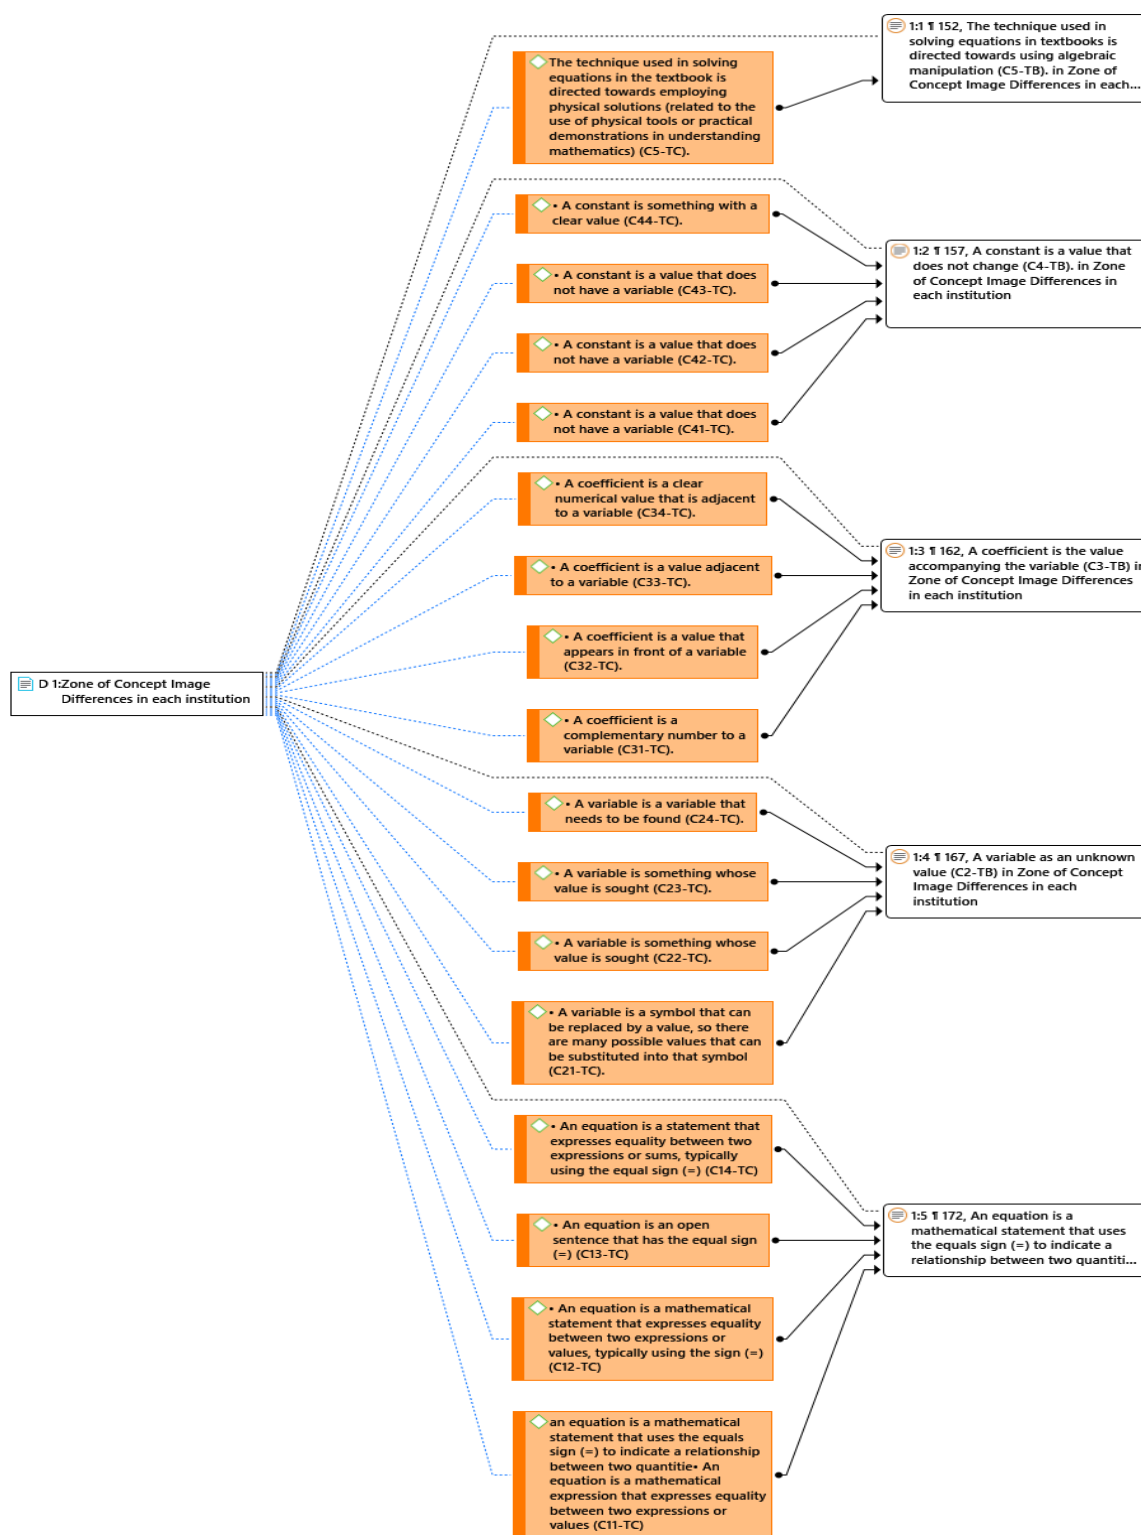 1:1 ¶ 152, The technique used in
solving equations in textbooks is
directed towards using algebraic
manipulation (C5-TB). in Zone of
Concept Image Differences in each...
The technique used in solving
equations in the textbook is
directed towards employing
physical solutions (related to the
use of physical tools or practical
demonstrations in understanding
mathematics) (C5-TC).
• A constant is something with a
clear value (C44-TC).
• A constant is a value that does
not have a variable (C43-TC).
• A constant is a value that does
not have a variable (C42-TC).
• A constant is a value that does
not have a variable (C41-TC).
1:2 ¶ 157, A constant is a value that
does not change (C4-TB). in Zone
of Concept Image Differences in
each institution
• A coefficient is a clear
numerical value that is adjacent
to a variable (C34-TC).
• A coefficient is a value adjacent
to a variable (C33-TC).
• A coefficient is a value that
appears in front of a variable
(C32-TC).
• A coefficient is a
complementary number to a
variable (C31-TC).
1:3 ¶ 162, A coefficient is the value
accompanying the variable (C3-TB) in
Zone of Concept Image Differences
in each institution
D 1:Zone of Concept Image
Differences in each institution
• A variable is a variable that
needs to be found (C24-TC).
• A variable is something whose
value is sought (C23-TC).
• A variable is something whose
value is sought (C22-TC).
• A variable is a symbol that can
be replaced by a value, so there
are many possible values that can
be substituted into that symbol
(C21-TC).
1:4 ¶ 167, A variable as an unknown
value (C2-TB) in Zone of Concept
Image Differences in each
institution
• An equation is a statement that
expresses equality between two
expressions or sums, typically
using the equal sign (=) (C14-TC)
• An equation is an open
sentence that has the equal sign
(=) (C13-TC)
• An equation is a mathematical
statement that expresses equality
between two expressions or
values, typically using the sign (=)
(C12-TC)
an equation is a mathematical
statement that uses the equals
sign (=) to indicate a relationship
between two quantitie• An
equation is a mathematical
expression that expresses equality
between two expressions or
values (C11-TC)
1:5 ¶ 172, An equation is a
mathematical statement that uses
the equals sign (=) to indicate a
relationship between two quantiti...